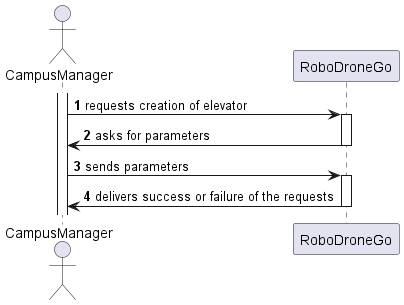 CampusManager
RoboDroneGo
1 requests creation of elevator
2 asks for parameters
3 sends parameters
4 delivers success or failure of the requests
CampusManager
RoboDroneGo